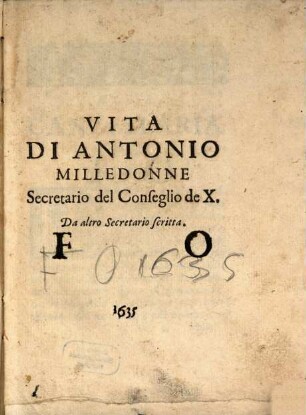 VITA
DI ANTONIO
MILLEDONNE
Secretario del Conſeglio de X.
Da altro Secretario ſcritta.
F O
F O 1635
1635